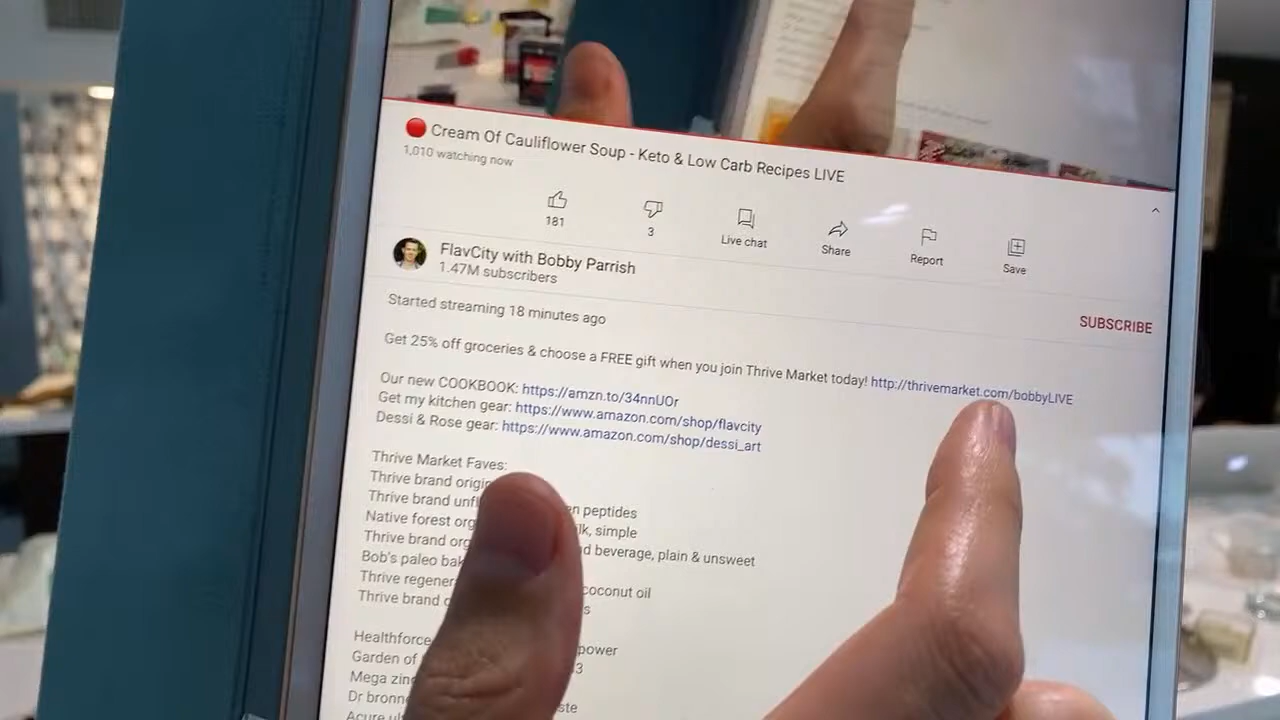 Cream Of Cauliflower Soup - Keto & Low Carb Recipes LIVE
1,010 watching now
181
3
Live chat
Share
Report
Save
FlavCity with Bobby Parrish
1.47M subscribers
SUBSCRIBE
Started streaming 18 minutes ago
Get 25% off groceries & choose a FREE gift when you join Thrive Market today! http://thrivemarket.com/bobbyLIVE
Our new COOKBOOK: https://amzn.to/34nnUOr
Get my kitchen gear: https://www.amazon.com/shop/flavcity
Dessi & Rose gear: https://www.amazon.com/shop/dessi_art
Thrive Market Faves:
Thrive brand
Thrive brand peptides
Native forest simple
Thrive brand beverage, plain & unsweet
Bob's paleo
Thrive coconut oil
Thrive brand
Healthforce power
Garden of 3
Mega
Dr